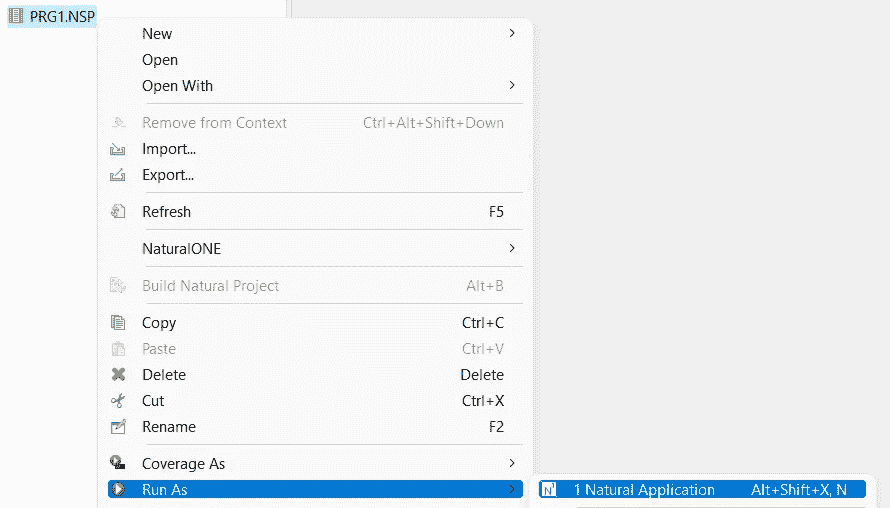 PRG1.NSP
New
Open
Open With
Remove from Context Ctrl+Alt+Shift+Down
Import...
Export...
Refresh F5
NaturalONE
Build Natural Project Alt+B
Copy Ctrl+C
Paste Ctrl+V
Delete Delete
Cut Ctrl+X
Rename F2
Coverage As
Run As
1 Natural Application Alt+Shift+X, N